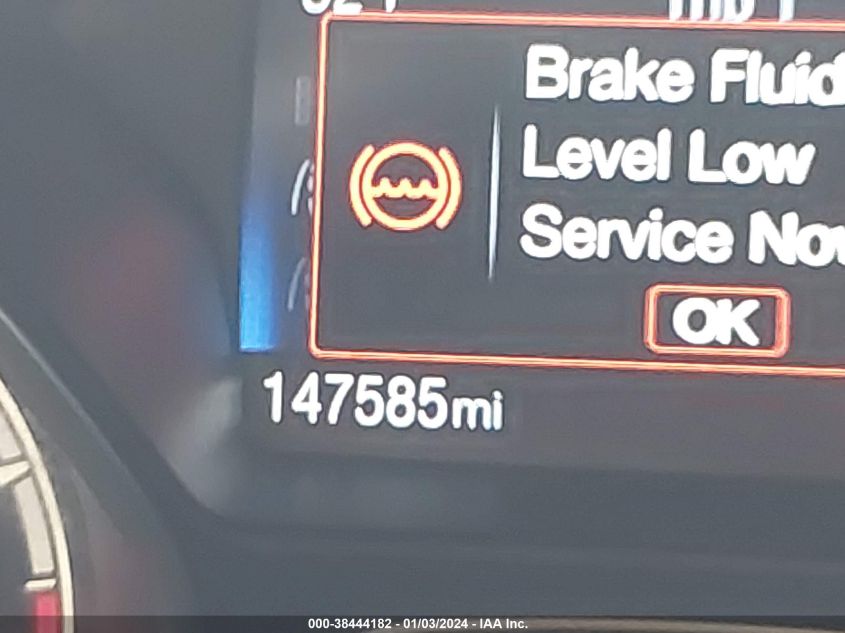 Brake Fluid
Level Low
Service Now
OK
147585mi
000-38444182 - 01/03/2024 - IAA Inc.